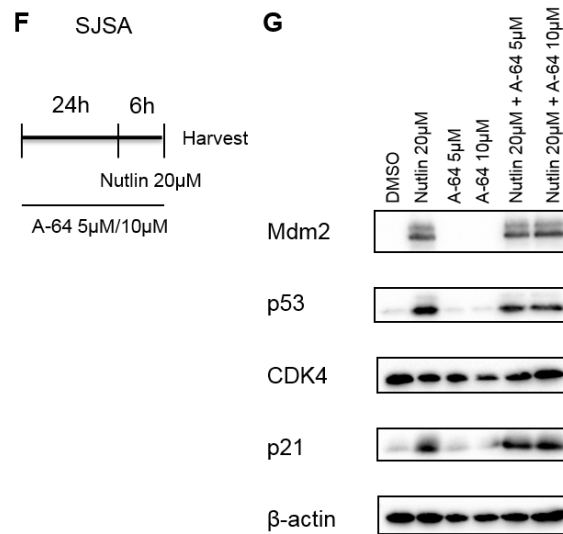 F
SJSA
24h
6h
Harvest
Nutlin 20μM
A-64 5μM/10μM
G
DMSO
Nutlin 20μM
A-64 5μM
A-64 10μM
Nutlin 20μM + A-64 5μM
Nutlin 20μM + A-64 10μM
Mdm2
p53
CDK4
p21
β-actin